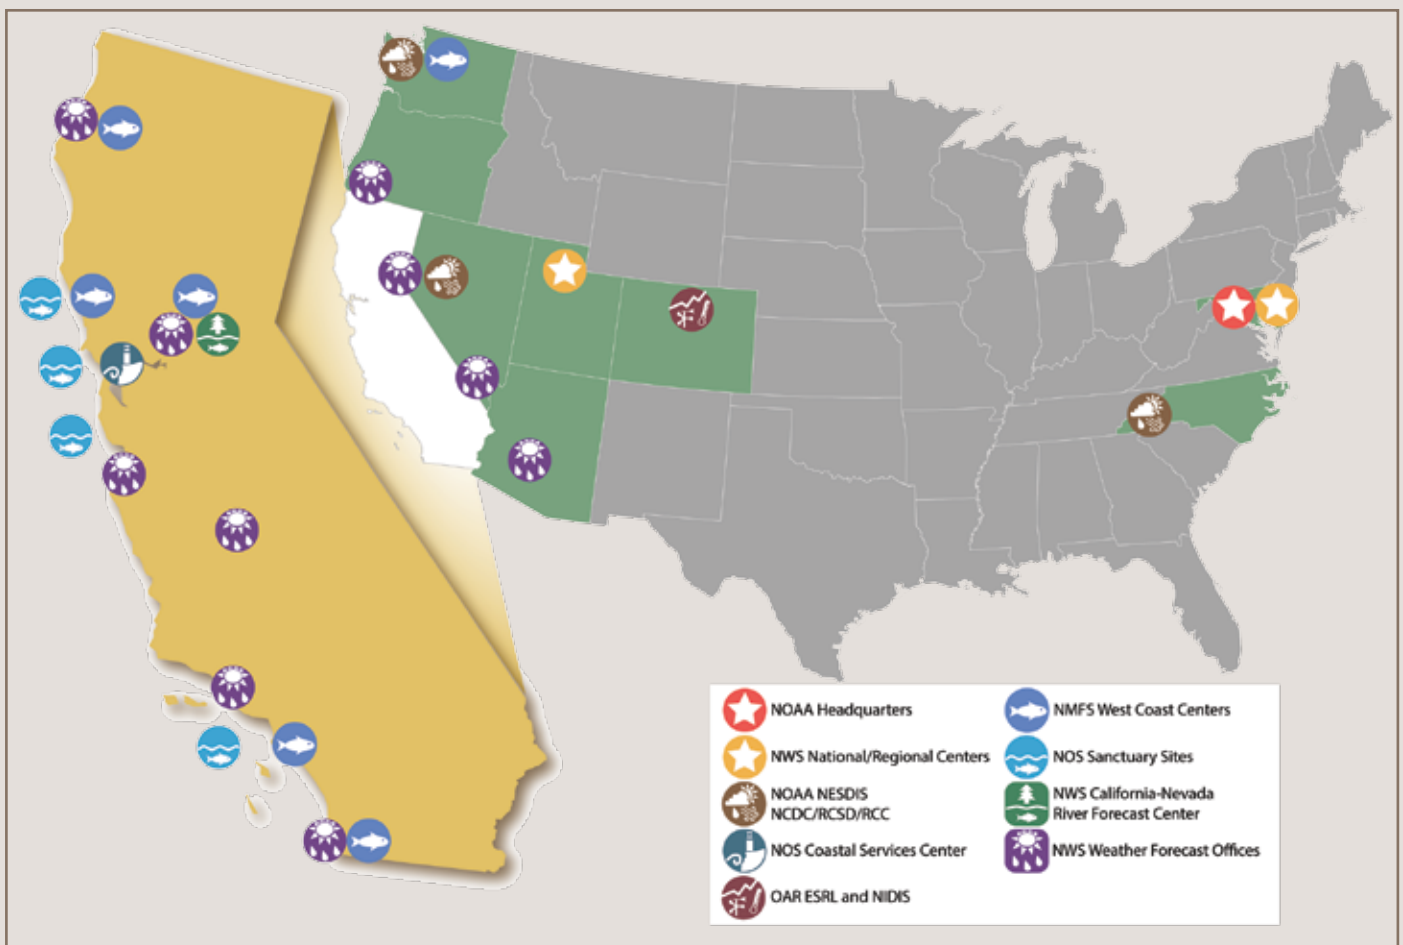 NOAA Headquarters
NWS National/Regional Centers
NOAA NESDIS
NCDC/RCSD/RCC
NOS Coastal Services Center
OAR ESRL and NIDIS
NMFS West Coast Centers
NOS Sanctuary Sites
NWS California-Nevada
River Forecast Center
NWS Weather Forecast Offices